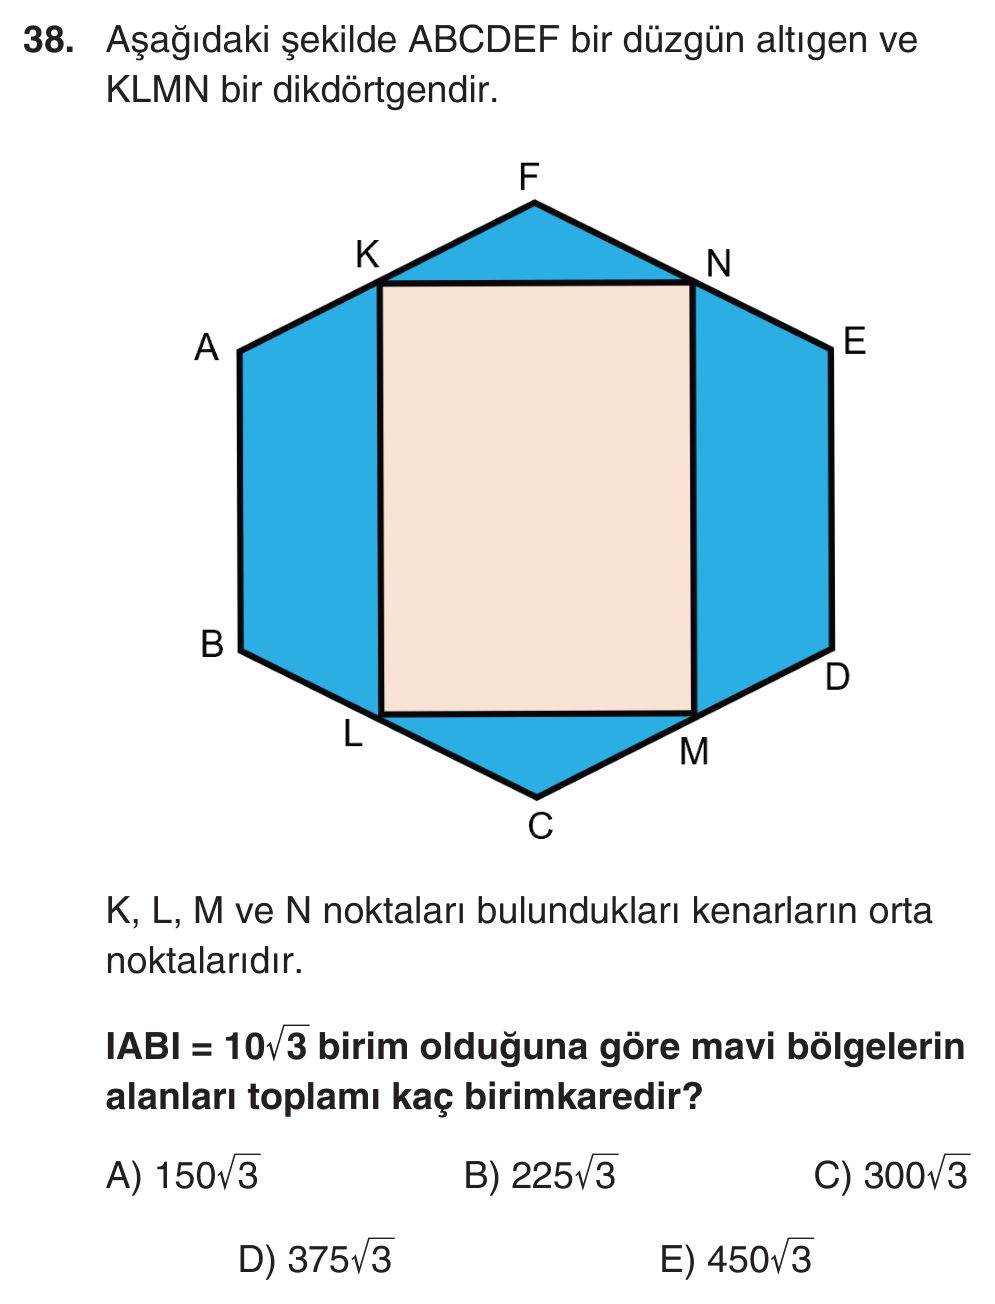 38. Aşağıdaki şekilde ABCDEF bir düzgün altıgen ve
KLMN bir dikdörtgendir.
F
K
N
A
E
B
D
L
M
C
K, L, M ve N noktaları bulundukları kenarların orta
noktalarıdır.
IABI = 10√3 birim olduğuna göre mavi bölgelerin
alanları toplamı kaç birimkaredir?
A) 150√3 B) 225√3 C) 300√3
D) 375√3 E) 450√3